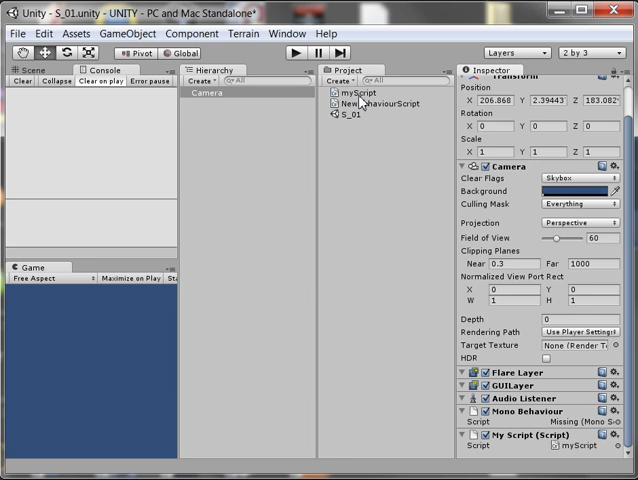 Unity - S_01.unity - UNITY - PC and Mac Standalone*
File Edit Assets GameObject Component Terrain Window Help
Pivot Global Layers 2 by 3
Scene Console
Clear Collapse Clear on play Error pause
Hierarchy
Create All
Camera
Project
Create All
myScript
NewBehaviourScript
S_01
Game
Free Aspect Maximize on Play Sta
Inspector
Transform
Position
X 206.868 Y 2.39443 Z 183.082
Rotation
X 0 Y 0 Z 0
Scale
X 1 Y 1 Z 1
Camera
Clear Flags Skybox
Background
Culling Mask Everything
Projection Perspective
Field of View 60
Clipping Planes
Near 0.3 Far 1000
Normalized View Port Rect
X 0 Y 0
W 1 H 1
Depth 0
Rendering Path Use Player Settings
Target Texture None (Render Te
HDR
Flare Layer
GUILayer
Audio Listener
Mono Behaviour
Script Missing (Mono S
My Script (Script)
Script myScript